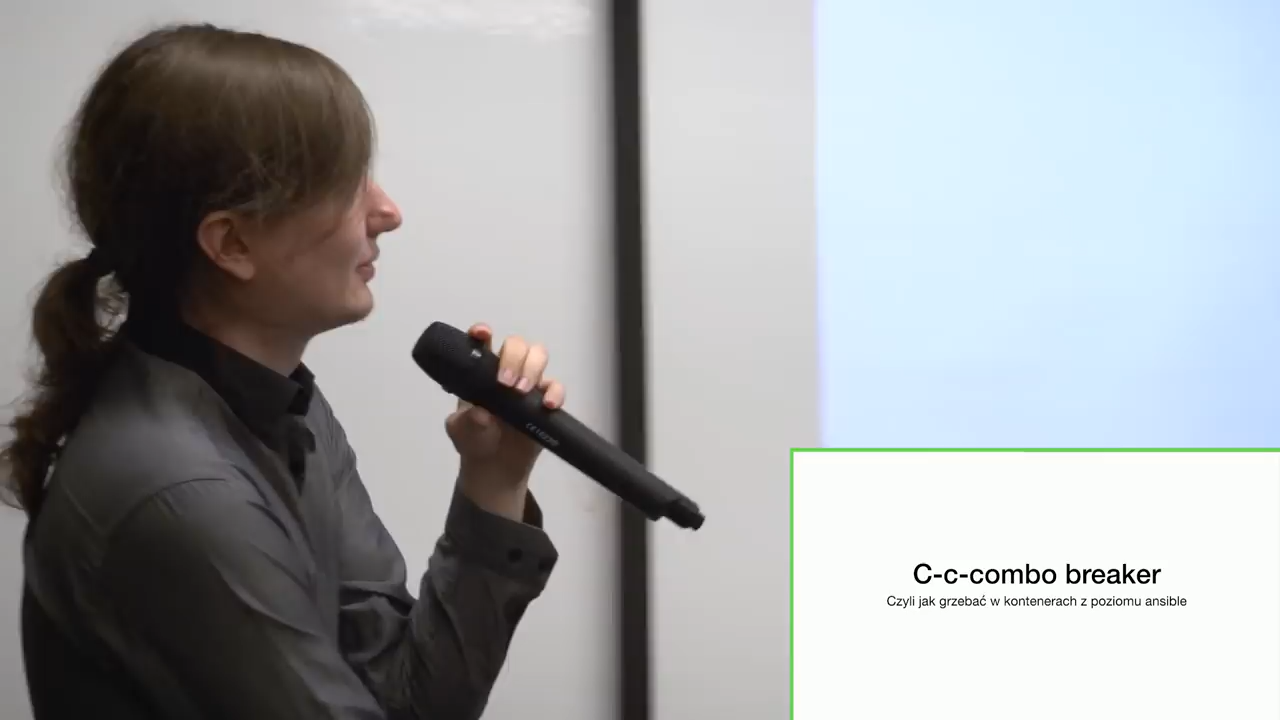 C-c-combo breaker
Czyli jak grzebać w kontenerach z poziomu ansible